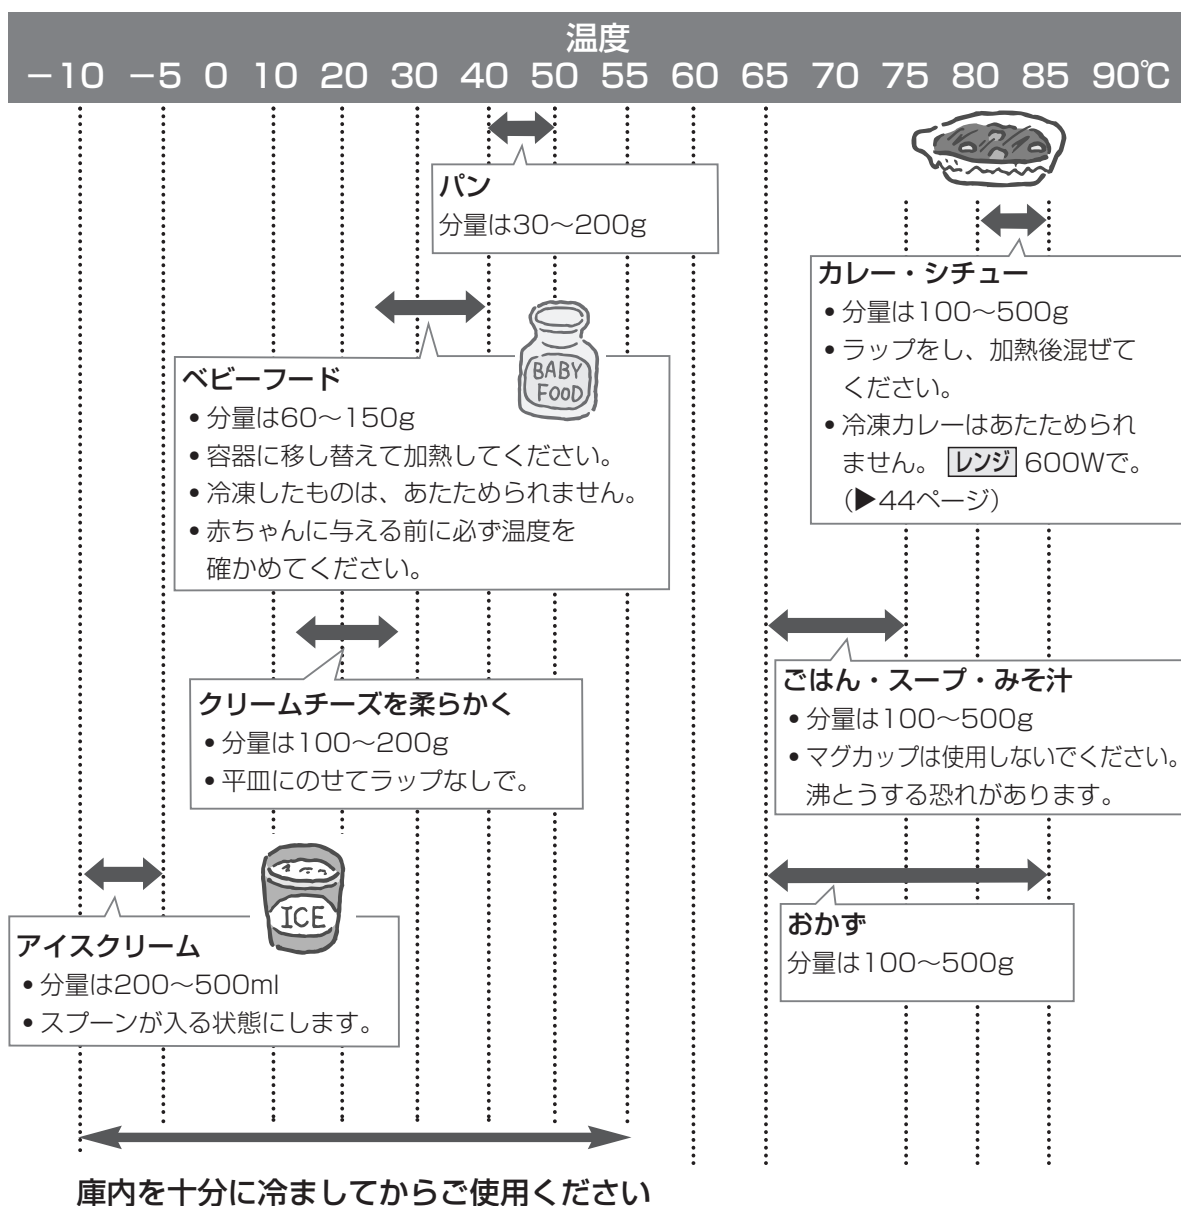 温度
－10 －5 0 10 20 30 40 50 55 60 65 70 75 80 85 90℃
パン
分量は30～200g
カレー・シチュー
• 分量は100～500g
• ラップをし、加熱後混ぜて
ください。
• 冷凍カレーはあたためられ
ません。 レンジ 600Wで。
（▶44ページ）
BABY
FOOD
ベビーフード
• 分量は60～150g
• 容器に移し替えて加熱してください。
• 冷凍したものは、あたためられません。
• 赤ちゃんに与える前に必ず温度を
確かめてください。
クリームチーズを柔らかく
• 分量は100～200g
• 平皿にのせてラップなしで。
ごはん・スープ・みそ汁
• 分量は100～500g
• マグカップは使用しないでください。
沸とうする恐れがあります。
ICE
アイスクリーム
• 分量は200～500ml
• スプーンが入る状態にします。
おかず
分量は100～500g
庫内を十分に冷ましてからご使用ください